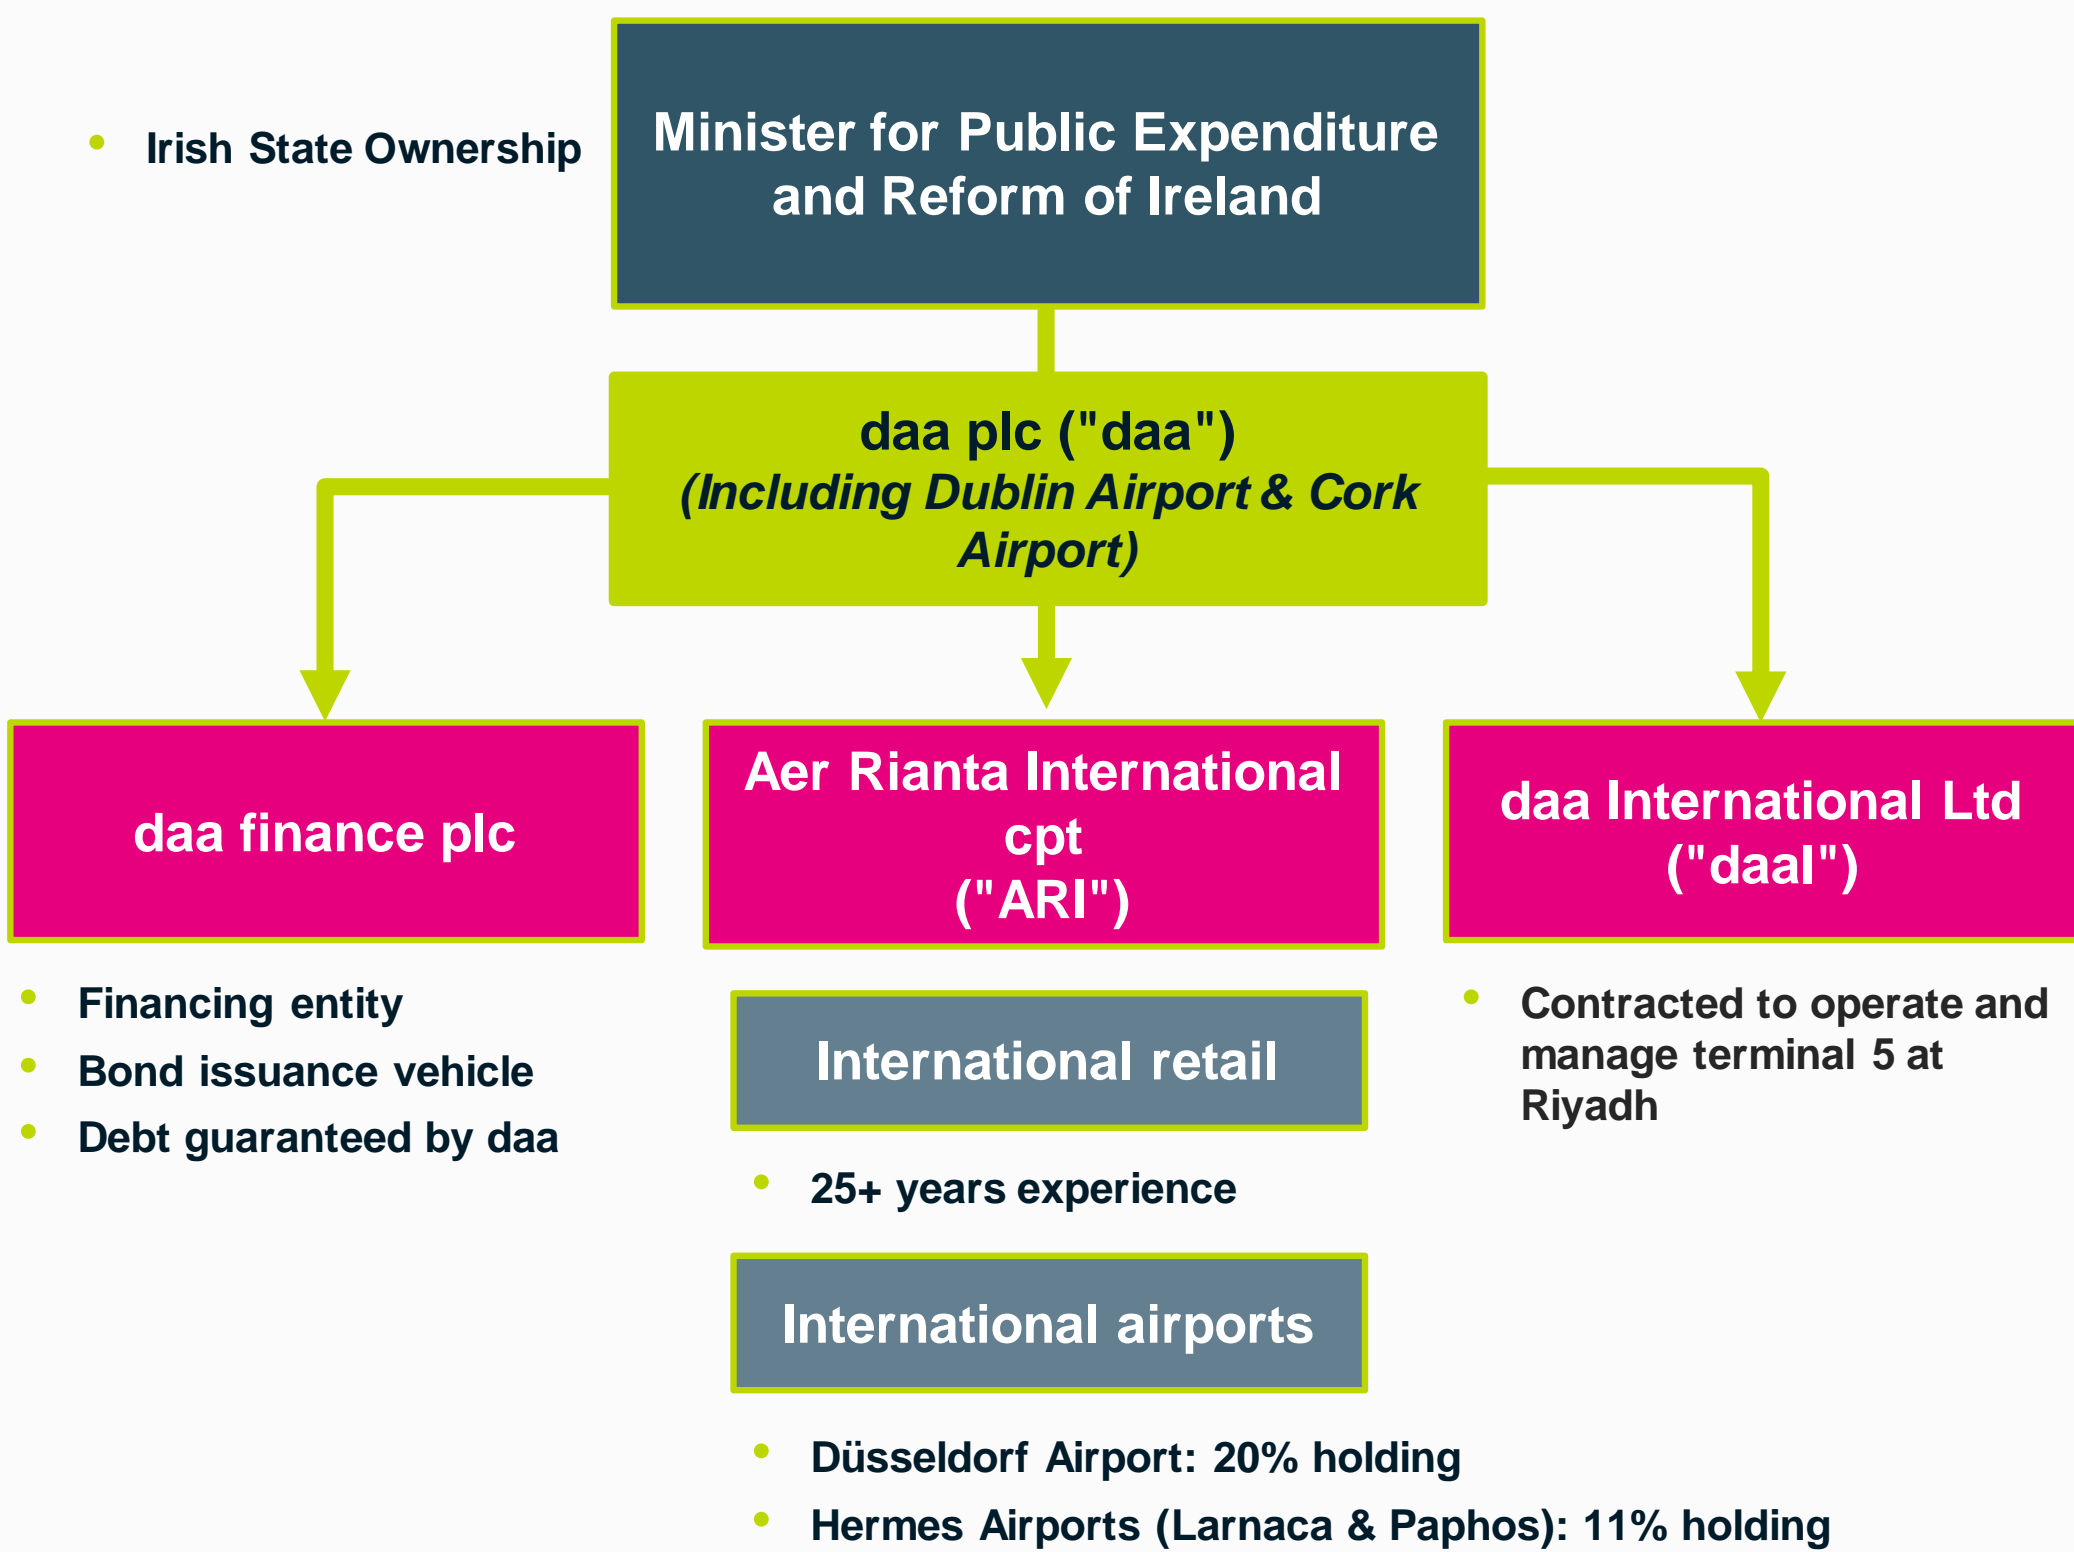 Irish State Ownership
Minister for Public Expenditure
and Reform of Ireland
daa plc ("daa")
(Including Dublin Airport & Cork
Airport)
daa finance plc
Financing entity
Bond issuance vehicle
Debt guaranteed by daa
Aer Rianta International
cpt
("ARI")
International retail
25+ years experience
International airports
Düsseldorf Airport: 20% holding
Hermes Airports (Larnaca & Paphos): 11% holding
daa International Ltd
("daaI")
Contracted to operate and
manage terminal 5 at
Riyadh